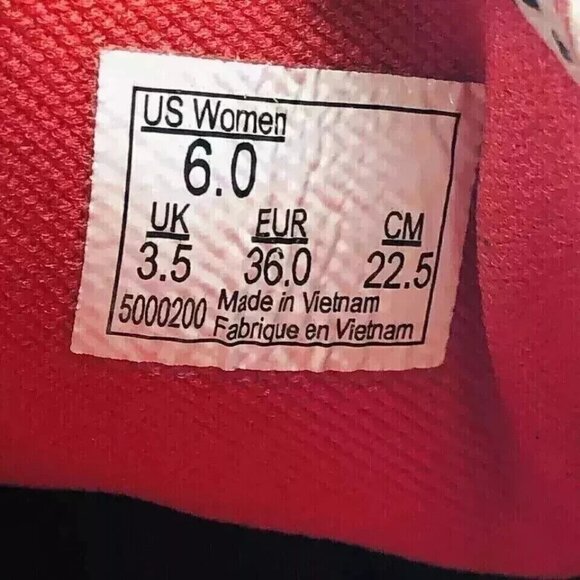 US Women
6.0
UK EUR CM
3.5 36.0 22.5
5000200 Made in Vietnam
Fabrique en Vietnam